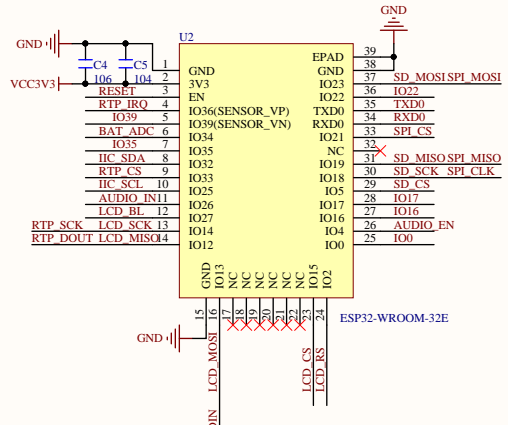 GND
GND
U2
C4
C5
106
104
VCC3V3
1
2
3
4
5
6
7
8
9
10
11
12
13
14
RESET
RTP_IRQ
IO39
BAT_ADC
IO35
IIC_SDA
RTP_CS
IIC_SCL
AUDIO_IN
LCD_BL
RTP_SCK LCD_SCK
RTP_DOUT LCD_MISO
GND
3V3
EN
IO36(SENSOR_VP)
IO39(SENSOR_VN)
IO34
IO35
IO32
IO33
IO25
IO26
IO27
IO14
IO12
EPAD
GND
IO23
IO22
TXD0
RXD0
IO21
NC
IO19
IO18
IO5
IO17
IO16
IO4
IO0
39
38
37
36
35
34
33
32
31
30
29
28
27
26
25
SD_MOSI SPI_MOSI
IO22
TXD0
RXD0
SPI_CS
SD_MISO SPI_MISO
SD_SCK SPI_CLK
SD_CS
IO17
IO16
AUDIO_EN
IO0
GND
IO13
NC
NC
NC
NC
NC
NC
IO15
IO2
15
16
17
18
19
20
21
22
23
24
ESP32-WROOM-32E
GND
LCD_MOSI
LCD_CS
LCD_RS